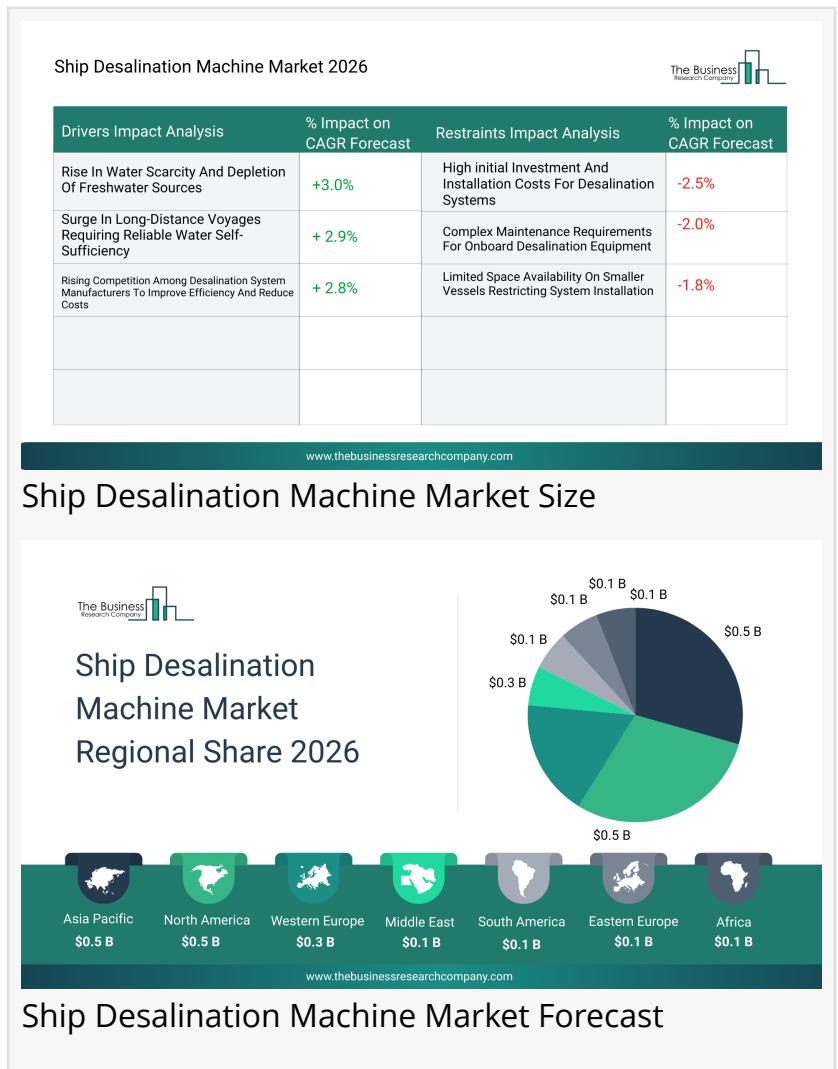 Ship Desalination Machine Market 2026
The Business
Research Company
Drivers Impact Analysis
% Impact on
CAGR Forecast
Restraints Impact Analysis
% Impact on
CAGR Forecast
Rise In Water Scarcity And Depletion
Of Freshwater Sources
+3.0%
High initial Investment And
Installation Costs For Desalination
Systems
-2.5%
Surge In Long-Distance Voyages
Requiring Reliable Water Self-
Sufficiency
+ 2.9%
Complex Maintenance Requirements
For Onboard Desalination Equipment
-2.0%
Rising Competition Among Desalination System
Manufacturers To Improve Efficiency And Reduce
Costs
+ 2.8%
Limited Space Availability On Smaller
Vessels Restricting System Installation
-1.8%
www.thebusinessresearchcompany.com
Ship Desalination Machine Market Size
The Business
Research Company
Ship Desalination
Machine Market
Regional Share 2026
$0.1 B
$0.1 B
$0.1 B
$0.5 B
$0.1 B
$0.3 B
$0.5 B
Asia Pacific
$0.5 B
North America
$0.5 B
Western Europe
$0.3 B
Middle East
$0.1 B
South America
$0.1 B
Eastern Europe
$0.1 B
Africa
$0.1 B
www.thebusinessresearchcompany.com
Ship Desalination Machine Market Forecast